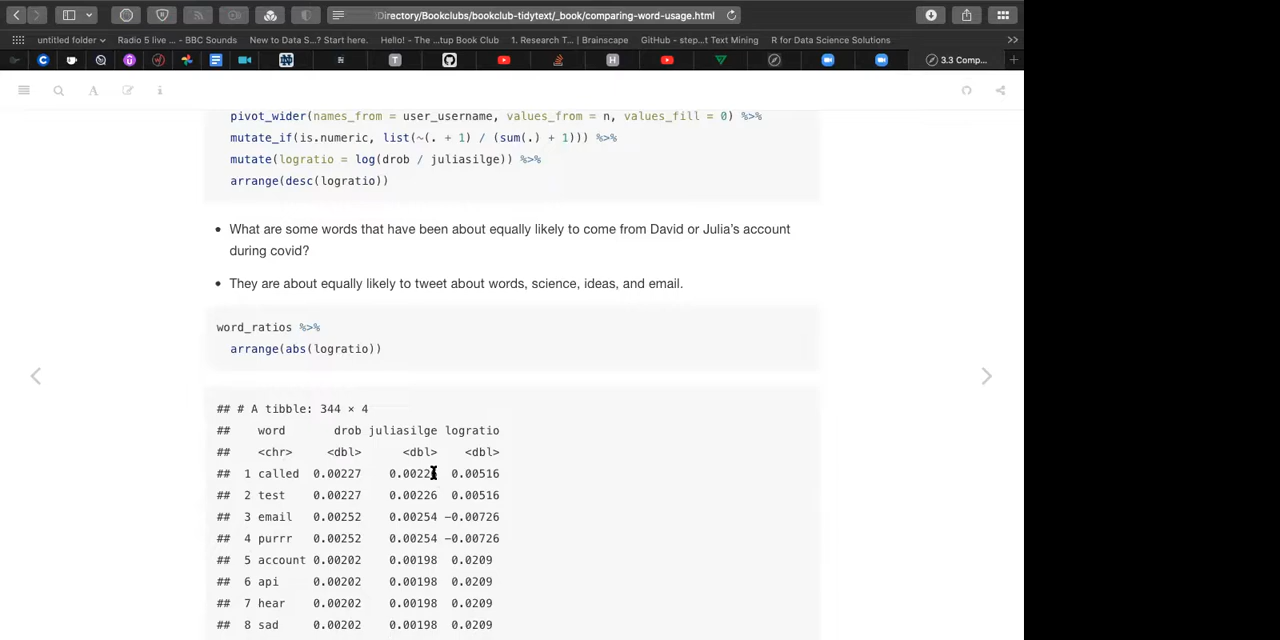 Directory/Bookclubs/bookclub-tidytext/_book/comparing-word-usage.html
untitled folder
Radio 5 live ... - BBC Sounds
New to Data S...? Start here.
Hello! - The ...tup Book Club
1. Research T... | Brainscape
GitHub - step...t Text Mining
R for Data Science Solutions
3.3 Comp...
pivot_wider(names_from = user_username, values_from = n, values_fill = 0) %>%
mutate_if(is.numeric, list(~(. + 1) / (sum(.) + 1))) %>%
mutate(logratio = log(drob / juliasilge)) %>%
arrange(desc(logratio))
• What are some words that have been about equally likely to come from David or Julia's account
during covid?
• They are about equally likely to tweet about words, science, ideas, and email.
word_ratios %>%
arrange(abs(logratio))
## # A tibble: 344 × 4
## word drob juliasilge logratio
## <chr> <dbl> <dbl> <dbl>
## 1 called 0.00227 0.0022 0.00516
## 2 test 0.00227 0.00226 0.00516
## 3 email 0.00252 0.00254 −0.00726
## 4 purrr 0.00252 0.00254 −0.00726
## 5 account 0.00202 0.00198 0.0209
## 6 api 0.00202 0.00198 0.0209
## 7 hear 0.00202 0.00198 0.0209
## 8 sad 0.00202 0.00198 0.0209